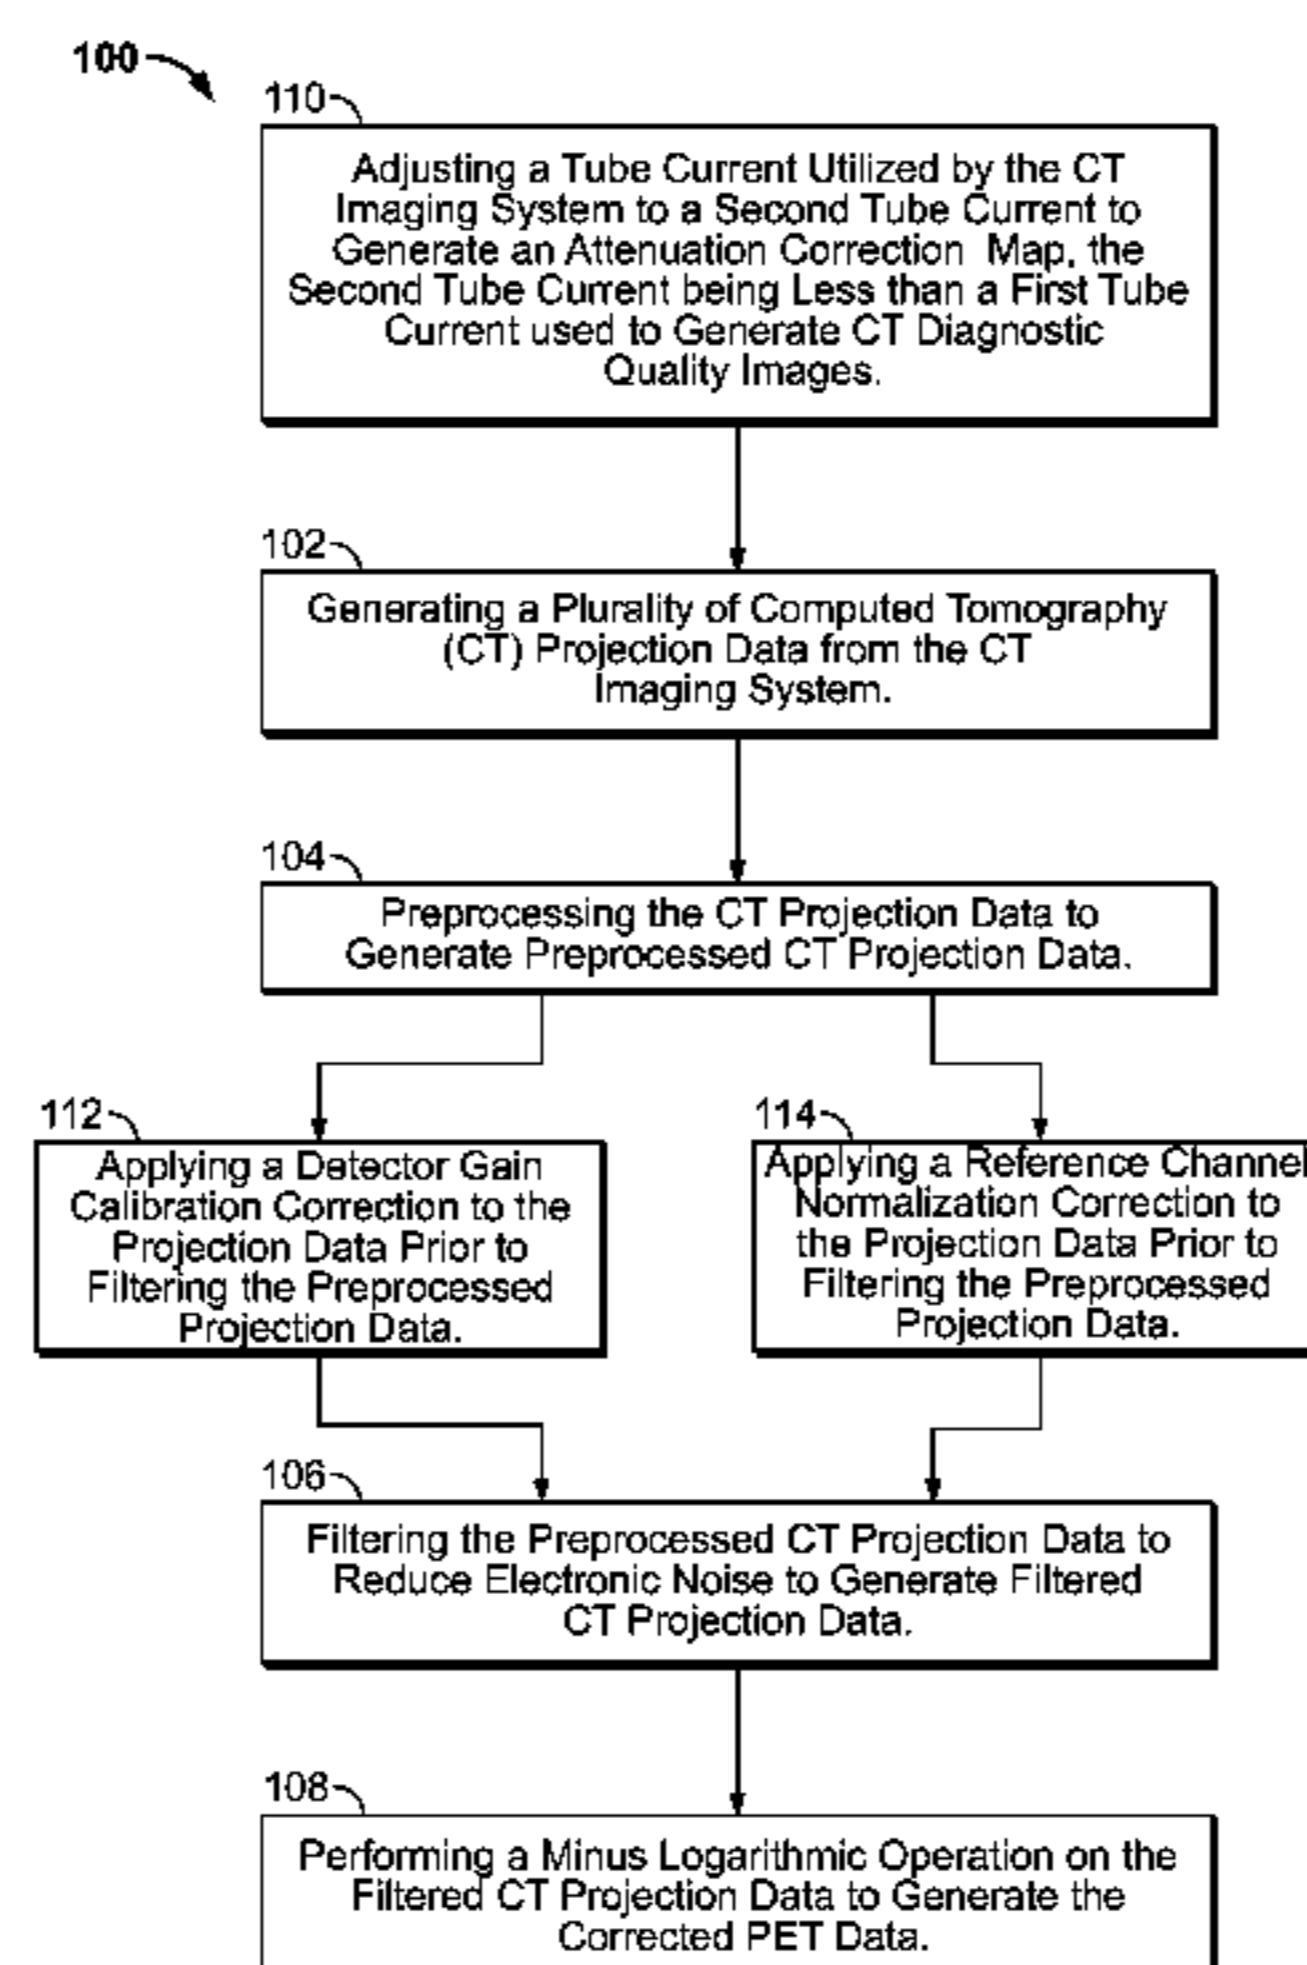 100
110
Adjusting a Tube Current Utilized by the CT
Imaging System to a Second Tube Current to
Generate an Attenuation Correction Map, the
Second Tube Current being Less than a First Tube
Current used to Generate CT Diagnostic
Quality Images.
102
Generating a Plurality of Computed Tomography
(CT) Projection Data from the CT
Imaging System.
104
Preprocessing the CT Projection Data to
Generate Preprocessed CT Projection Data.
112
Applying a Detector Gain
Calibration Correction to the
Projection Data Prior to
Filtering the Preprocessed
Projection Data.
114
Applying a Reference Channel
Normalization Correction to
the Projection Data Prior to
Filtering the Preprocessed
Projection Data.
106
Filtering the Preprocessed CT Projection Data to
Reduce Electronic Noise to Generate Filtered
CT Projection Data.
108
Performing a Minus Logarithmic Operation on the
Filtered CT Projection Data to Generate the
Corrected PET Data.